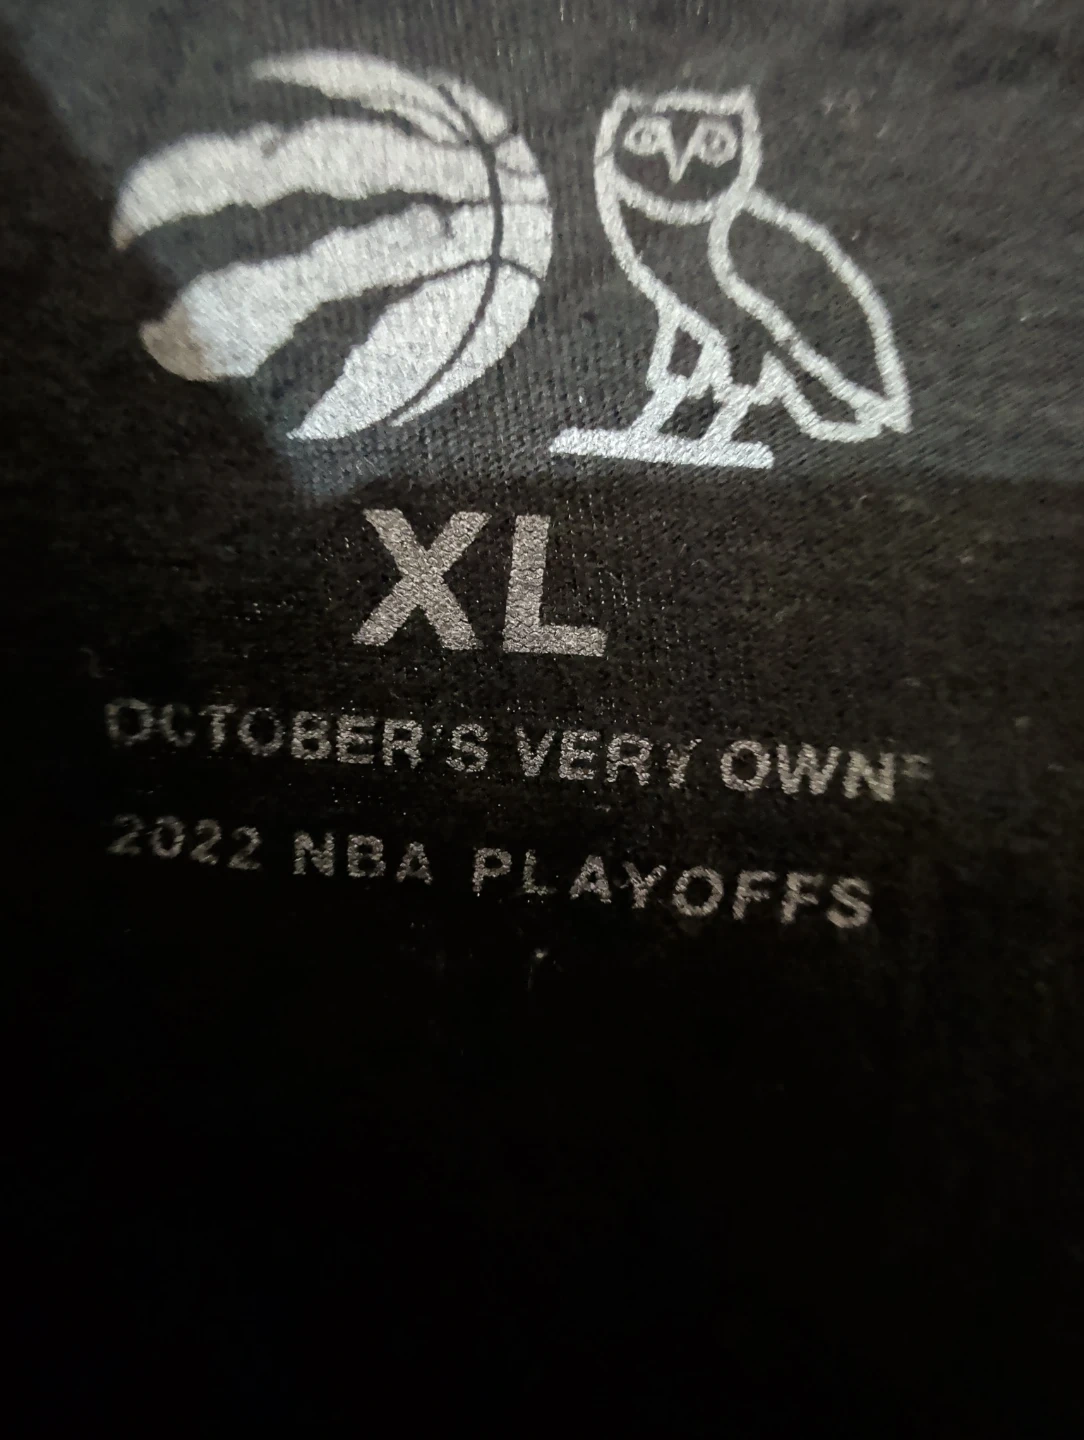 XL
OCTOBER'S VERY OWN®
2022 NBA PLAYOFFS